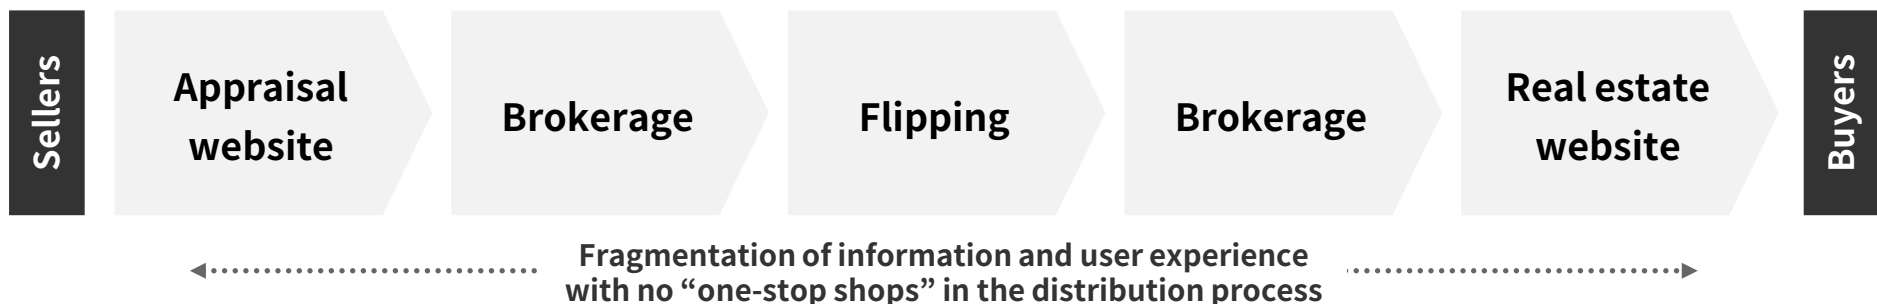 Sellers
Appraisal
website
Brokerage
Flipping
Brokerage
Real estate
website
Buyers
Fragmentation of information and user experience
with no “one-stop shops” in the distribution process